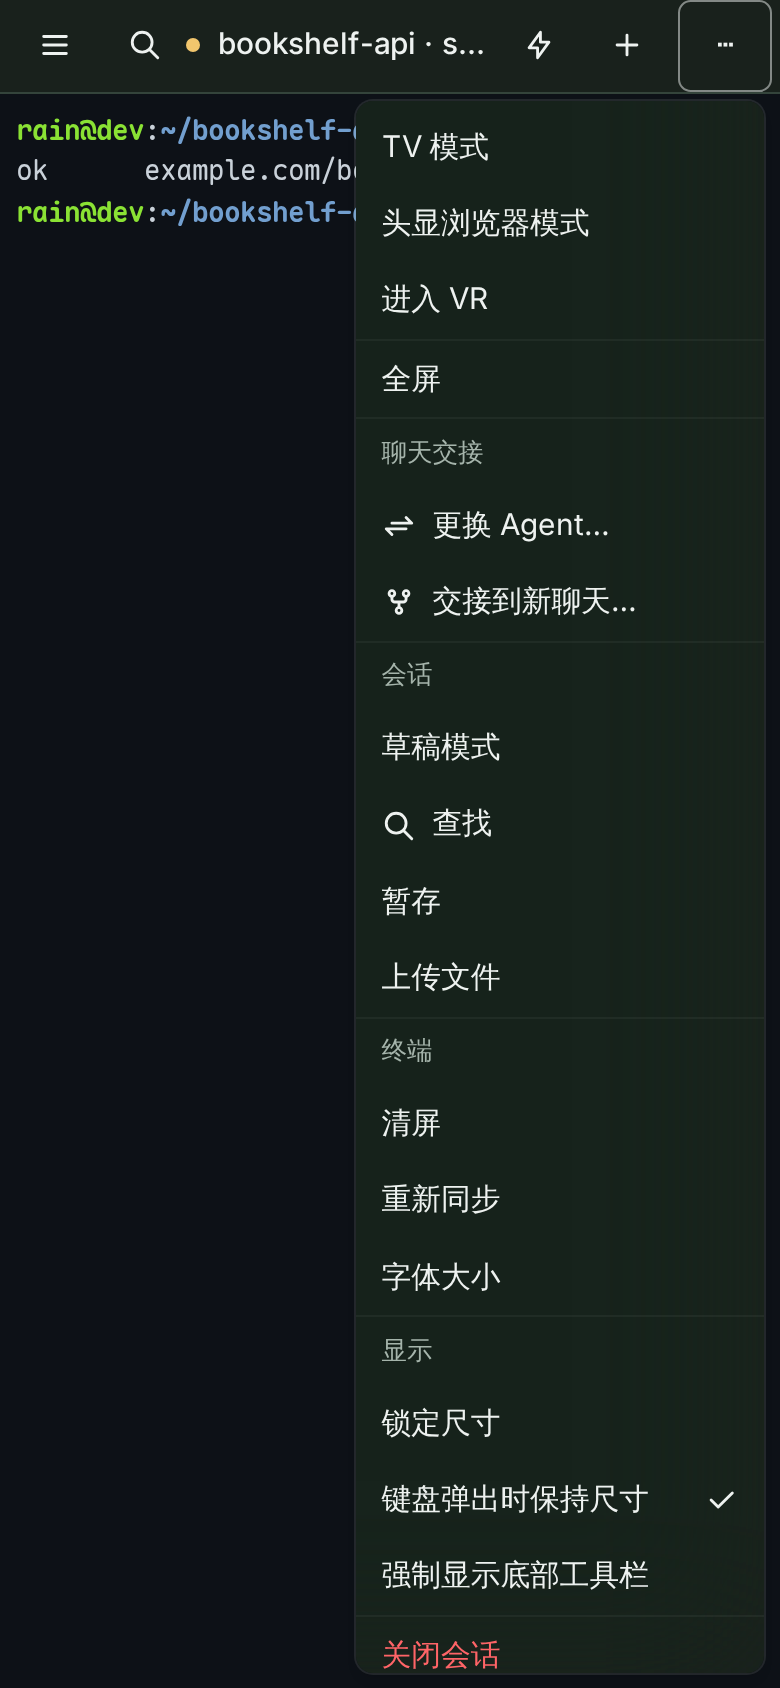 bookshelf-api · s...
rain@dev:~/bookshelf-
ok example.com/b
rain@dev:~/bookshelf-
TV 模式
头显浏览器模式
进入 VR
全屏
聊天交接
更换 Agent...
交接到新聊天...
会话
草稿模式
查找
暂存
上传文件
终端
清屏
重新同步
字体大小
显示
锁定尺寸
键盘弹出时保持尺寸
强制显示底部工具栏
关闭会话